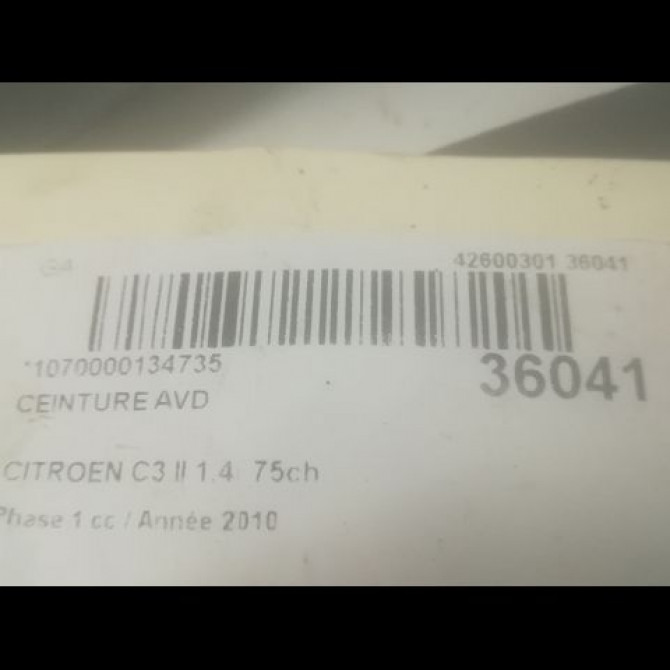 42600301 36041
*1070000134735
36041
CEINTURE AVD
CITROEN C3 II 1.4 75ch
Phase 1 cc / Année 2010